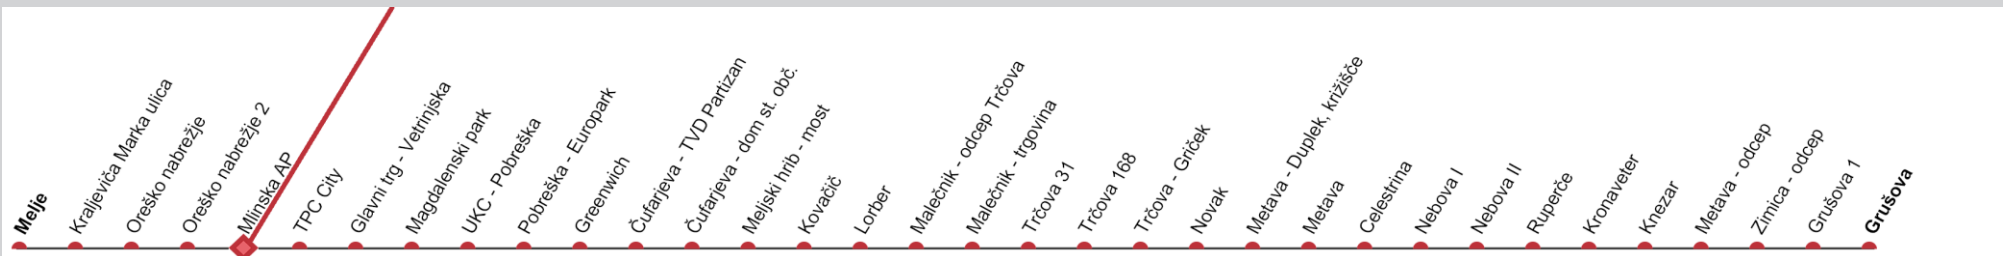 Melje
Kraljeviča Marka ulica
Oreško nabrežje
Oreško nabrežje 2
Mlinska AP
TPC City
Glavni trg - Vetrinjska
Magdalenski park
UKC - Pobreška
Pobreška - Europark
Greenwich
Čufarjeva - TVD Partizan
Čufarjeva - dom st. obč.
Meljski hrib - most
Kovačič
Lorber
Malečnik - odcep Trčova
Malečnik - trgovina
Trčova 31
Trčova 168
Trčova - Griček
Novak
Metava - Duplek, križišče
Metava
Celestrina
Nebova I
Nebova II
Ruperče
Kronaveter
Knezar
Metava - odcep
Zimica - odcep
Grušova 1
Grušova